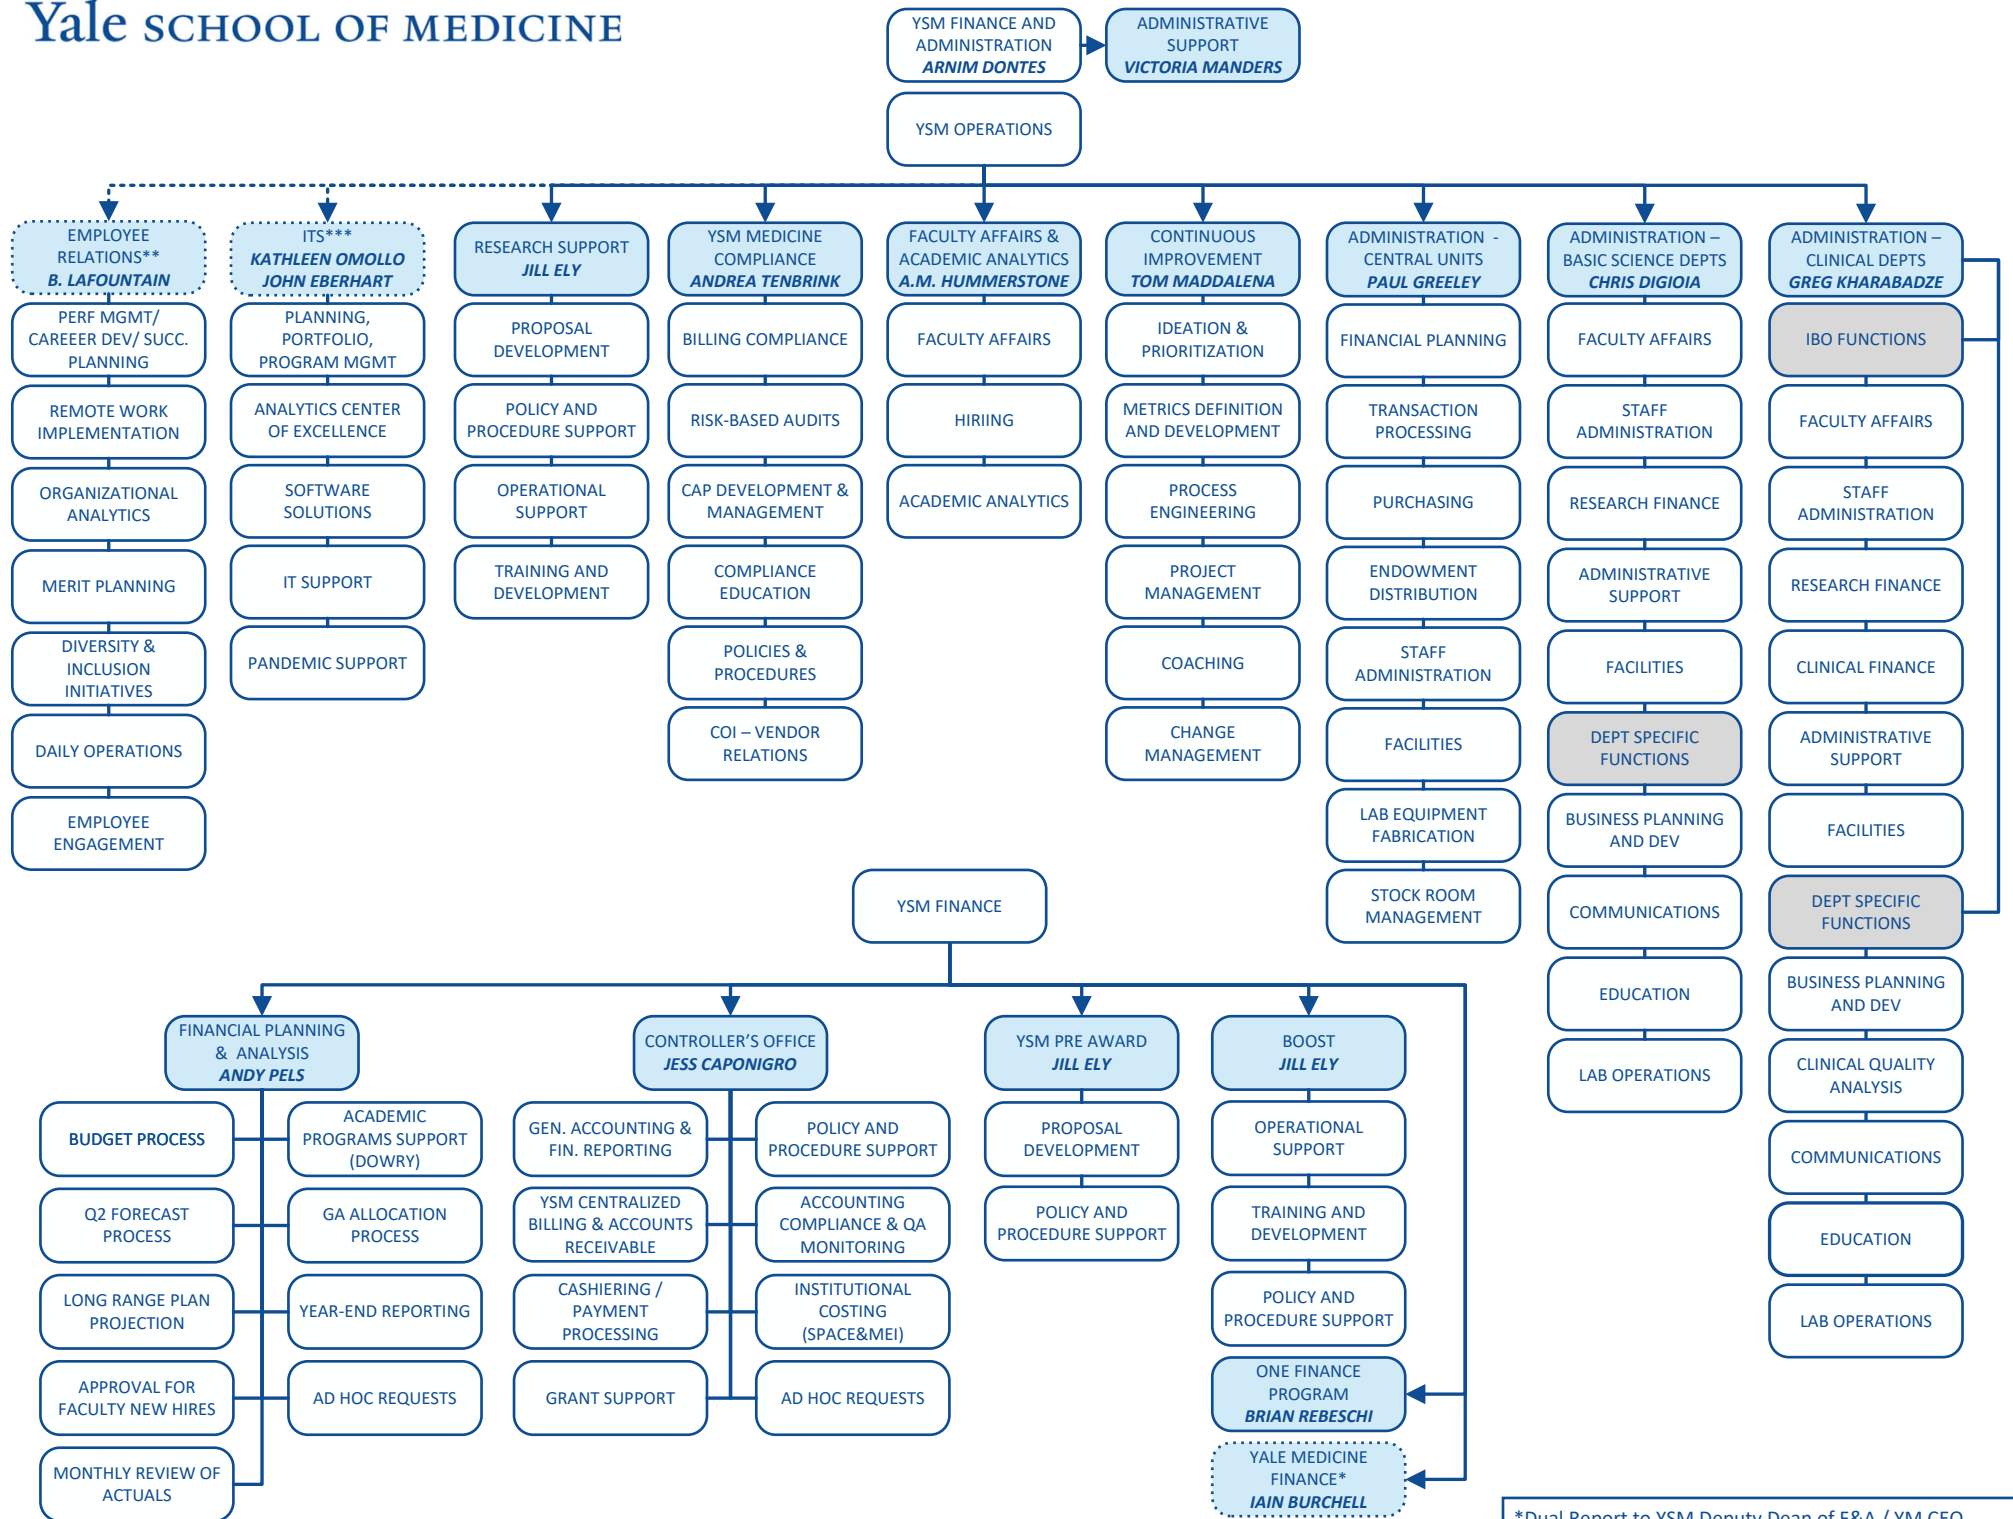 Yale SCHOOL OF MEDICINE
YSM FINANCE AND
ADMINISTRATION
ARNIM DONTES
ADMINISTRATIVE
SUPPORT
VICTORIA MANDERS
YSM OPERATIONS
EMPLOYEE
RELATIONS**
B. LAFOUNTAIN
PERF MGMT/
CAREEER DEV/ SUCC.
PLANNING
REMOTE WORK
IMPLEMENTATION
ORGANIZATIONAL
ANALYTICS
MERIT PLANNING
DIVERSITY &
INCLUSION
INITIATIVES
DAILY OPERATIONS
EMPLOYEE
ENGAGEMENT
ITS***
KATHLEEN OMOLLO
JOHN EBERHART
PLANNING,
PORTFOLIO,
PROGRAM MGMT
ANALYTICS CENTER
OF EXCELLENCE
SOFTWARE
SOLUTIONS
IT SUPPORT
PANDEMIC SUPPORT
RESEARCH SUPPORT
JILL ELY
PROPOSAL
DEVELOPMENT
POLICY AND
PROCEDURE SUPPORT
OPERATIONAL
SUPPORT
TRAINING AND
DEVELOPMENT
YSM MEDICINE
COMPLIANCE
ANDREA TENBRINK
BILLING COMPLIANCE
RISK-BASED AUDITS
CAP DEVELOPMENT &
MANAGEMENT
COMPLIANCE
EDUCATION
POLICIES &
PROCEDURES
COI – VENDOR
RELATIONS
FACULTY AFFAIRS &
ACADEMIC ANALYTICS
A.M. HUMMERSTONE
FACULTY AFFAIRS
HIRIING
ACADEMIC ANALYTICS
CONTINUOUS
IMPROVEMENT
TOM MADDALENA
IDEATION &
PRIORITIZATION
METRICS DEFINITION
AND DEVELOPMENT
PROCESS
ENGINEERING
PROJECT
MANAGEMENT
COACHING
CHANGE
MANAGEMENT
ADMINISTRATION -
CENTRAL UNITS
PAUL GREELEY
FINANCIAL PLANNING
TRANSACTION
PROCESSING
PURCHASING
ENDOWMENT
DISTRIBUTION
STAFF
ADMINISTRATION
FACILITIES
LAB EQUIPMENT
FABRICATION
STOCK ROOM
MANAGEMENT
ADMINISTRATION –
BASIC SCIENCE DEPTS
CHRIS DIGIOIA
FACULTY AFFAIRS
STAFF
ADMINISTRATION
RESEARCH FINANCE
ADMINISTRATIVE
SUPPORT
FACILITIES
DEPT SPECIFIC
FUNCTIONS
BUSINESS PLANNING
AND DEV
COMMUNICATIONS
EDUCATION
LAB OPERATIONS
ADMINISTRATION –
CLINICAL DEPTS
GREG KHARABADZE
IBO FUNCTIONS
FACULTY AFFAIRS
STAFF
ADMINISTRATION
RESEARCH FINANCE
CLINICAL FINANCE
ADMINISTRATIVE
SUPPORT
FACILITIES
DEPT SPECIFIC
FUNCTIONS
BUSINESS PLANNING
AND DEV
CLINICAL QUALITY
ANALYSIS
COMMUNICATIONS
EDUCATION
LAB OPERATIONS
YSM FINANCE
FINANCIAL PLANNING
& ANALYSIS
ANDY PELS
BUDGET PROCESS
ACADEMIC
PROGRAMS SUPPORT
(DOWRY)
Q2 FORECAST
PROCESS
GA ALLOCATION
PROCESS
LONG RANGE PLAN
PROJECTION
YEAR-END REPORTING
APPROVAL FOR
FACULTY NEW HIRES
AD HOC REQUESTS
MONTHLY REVIEW OF
ACTUALS
CONTROLLER'S OFFICE
JESS CAPONIGRO
GEN. ACCOUNTING &
FIN. REPORTING
POLICY AND
PROCEDURE SUPPORT
YSM CENTRALIZED
BILLING & ACCOUNTS
RECEIVABLE
ACCOUNTING
COMPLIANCE & QA
MONITORING
CASHIERING /
PAYMENT
PROCESSING
INSTITUTIONAL
COSTING
(SPACE&MEI)
GRANT SUPPORT
AD HOC REQUESTS
YSM PRE AWARD
JILL ELY
PROPOSAL
DEVELOPMENT
POLICY AND
PROCEDURE SUPPORT
BOOST
JILL ELY
OPERATIONAL
SUPPORT
TRAINING AND
DEVELOPMENT
POLICY AND
PROCEDURE SUPPORT
ONE FINANCE
PROGRAM
BRIAN REBESCHI
YALE MEDICINE
FINANCE*
IAIN BURCHELL
*Dual Report to YSM Deputy Dean of F&A / YM CEO